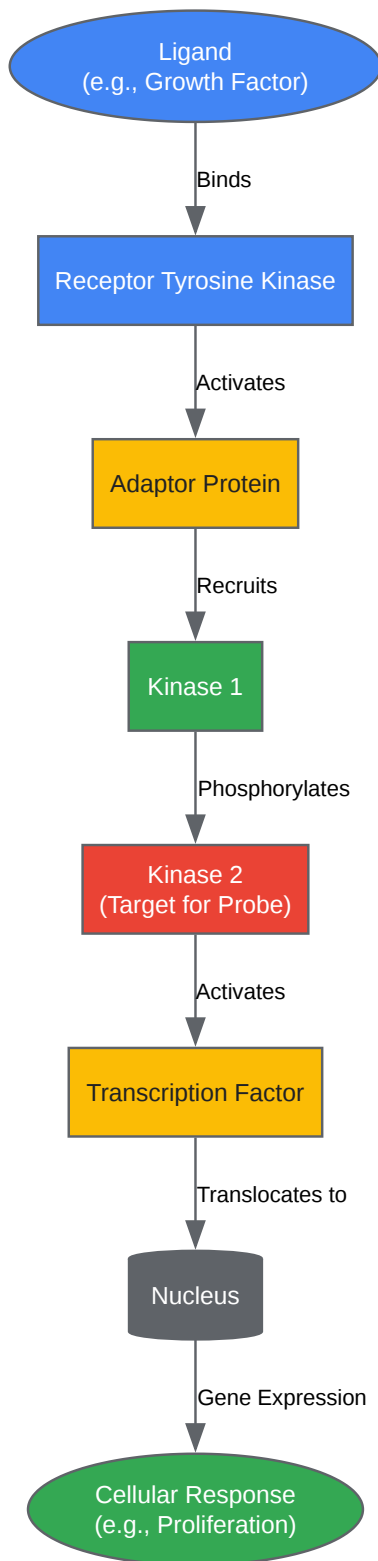 Ligand
(e.g., Growth Factor)
Binds
Receptor Tyrosine Kinase
Activates
Adaptor Protein
Recruits
Kinase 1
Phosphorylates
Kinase 2
(Target for Probe)
Activates
Transcription Factor
Translocates to
Nucleus
Gene Expression
Cellular Response
(e.g., Proliferation)